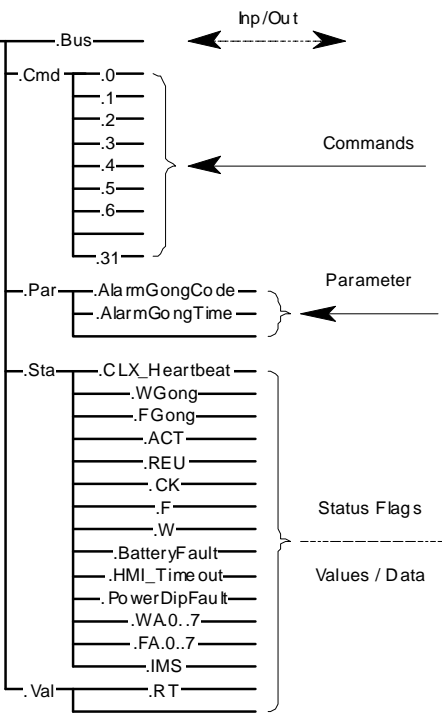 Inp/Out
.Bus
.Cmd .0
.1
.2
.3
Commands
.4
.5
.6
.31
Parameter
.Par .AlarmGongCode
.AlarmGongTime
.Sta .CLX_Heartbeat
.WGong
.FGong
.ACT
.REU
.CK
.F
Status Flags
.W
.BatteryFault
.HMI_Timeout
Values / Data
.PowerDipFault
.WA.0..7
.FA.0..7
.IMS
.Val .RT